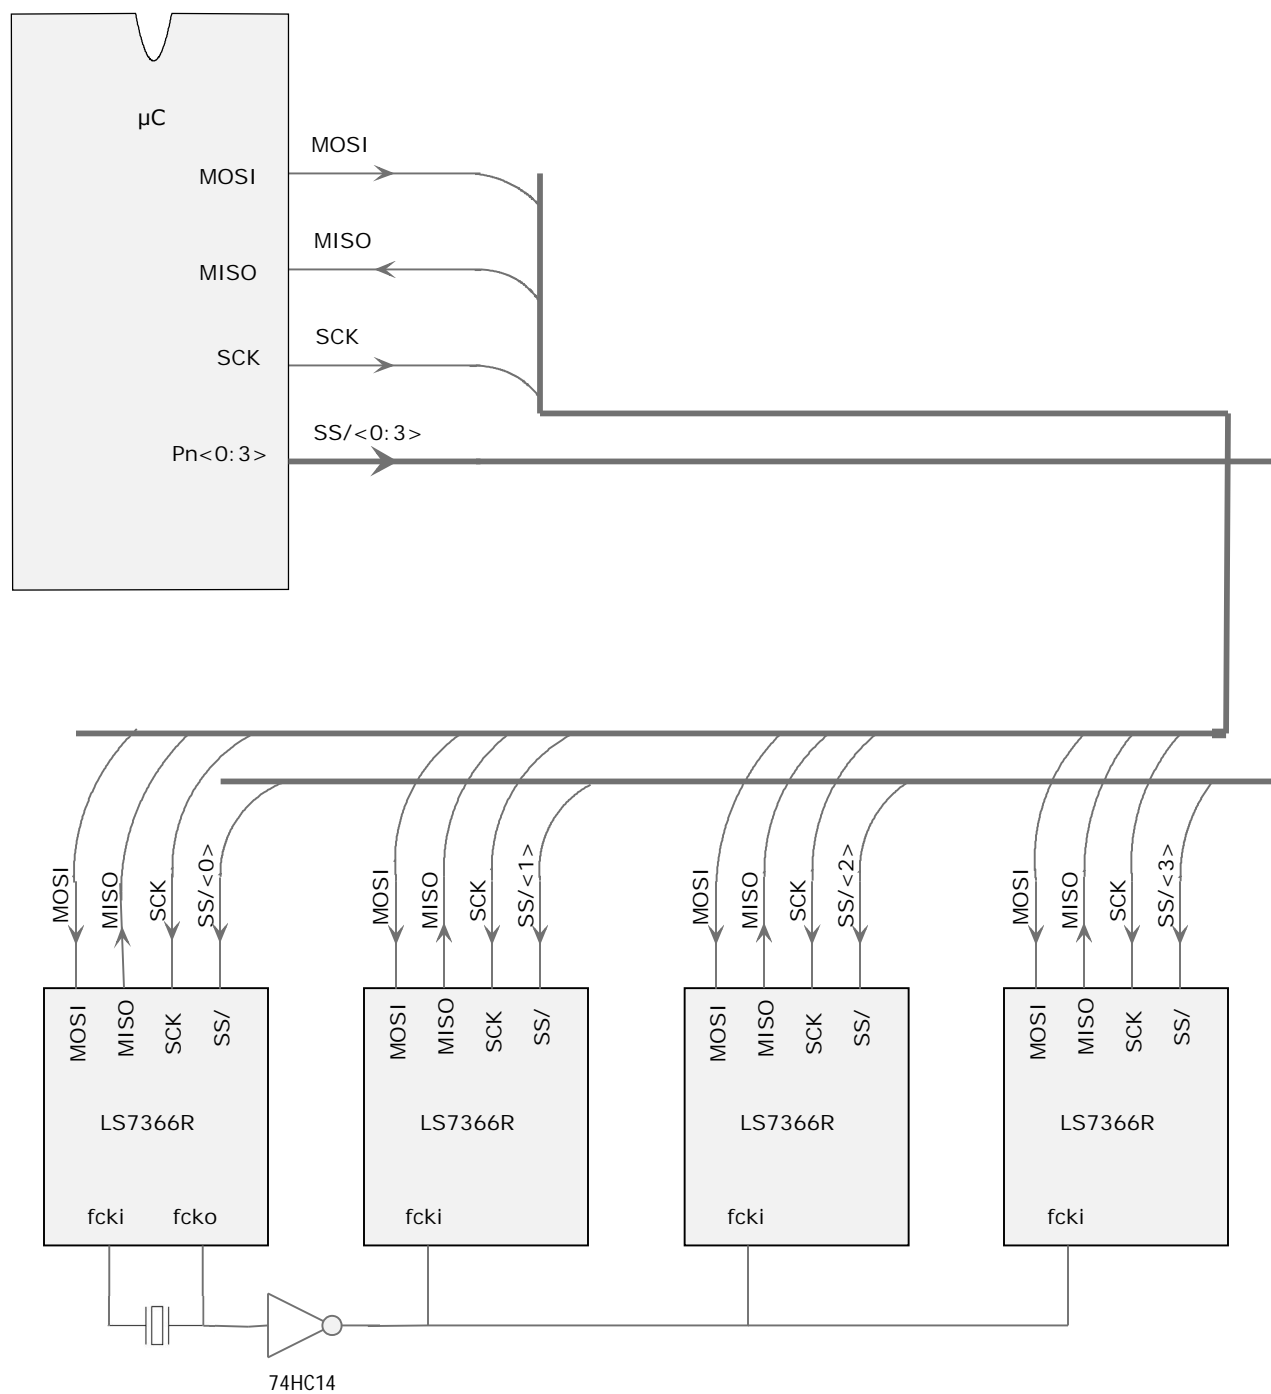 µC
MOSI
MOSI
MISO
MISO
SCK
SCK
SS/<0:3>
Pn<0:3>
MOSI
MISO
SCK
SS/<0>
MOSI
MISO
SCK
SS/<1>
MOSI
MISO
SCK
SS/<2>
MOSI
MISO
SCK
SS/<3>
MOSI
MISO
SCK
SS/
MOSI
MISO
SCK
SS/
MOSI
MISO
SCK
SS/
MOSI
MISO
SCK
SS/
LS7366R
LS7366R
LS7366R
LS7366R
fcki
fcko
fcki
fcki
fcki
74HC14